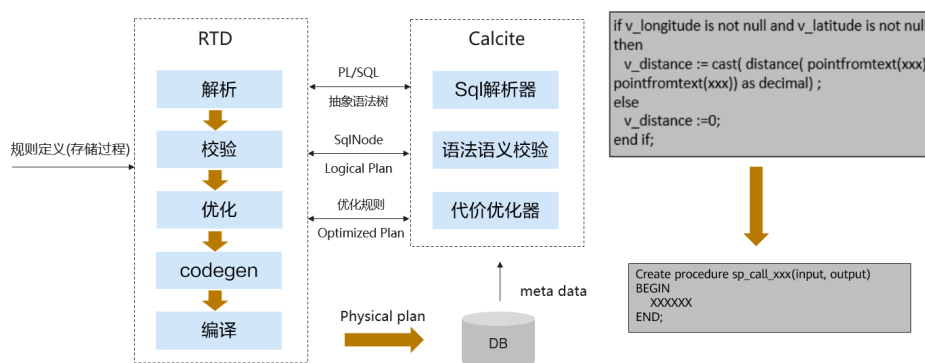 RTD
解析
校验
优化
codegen
编译
规则定义(存储过程)
PL/SQL
抽象语法树
SqlNode
Logical Plan
优化规则
Optimized Plan
Calcite
Sql解析器
语法语义校验
代价优化器
meta data
Physical plan
DB
if v_longitude is not null and v_latitude is not null
then
v_distance := cast( distance( pointfromtext(xxx)
pointfromtext(xxx)) as decimal) ;
else
v_distance :=0;
end if;
Create procedure sp_call_xxx(input, output)
BEGIN
XXXXXX
END;